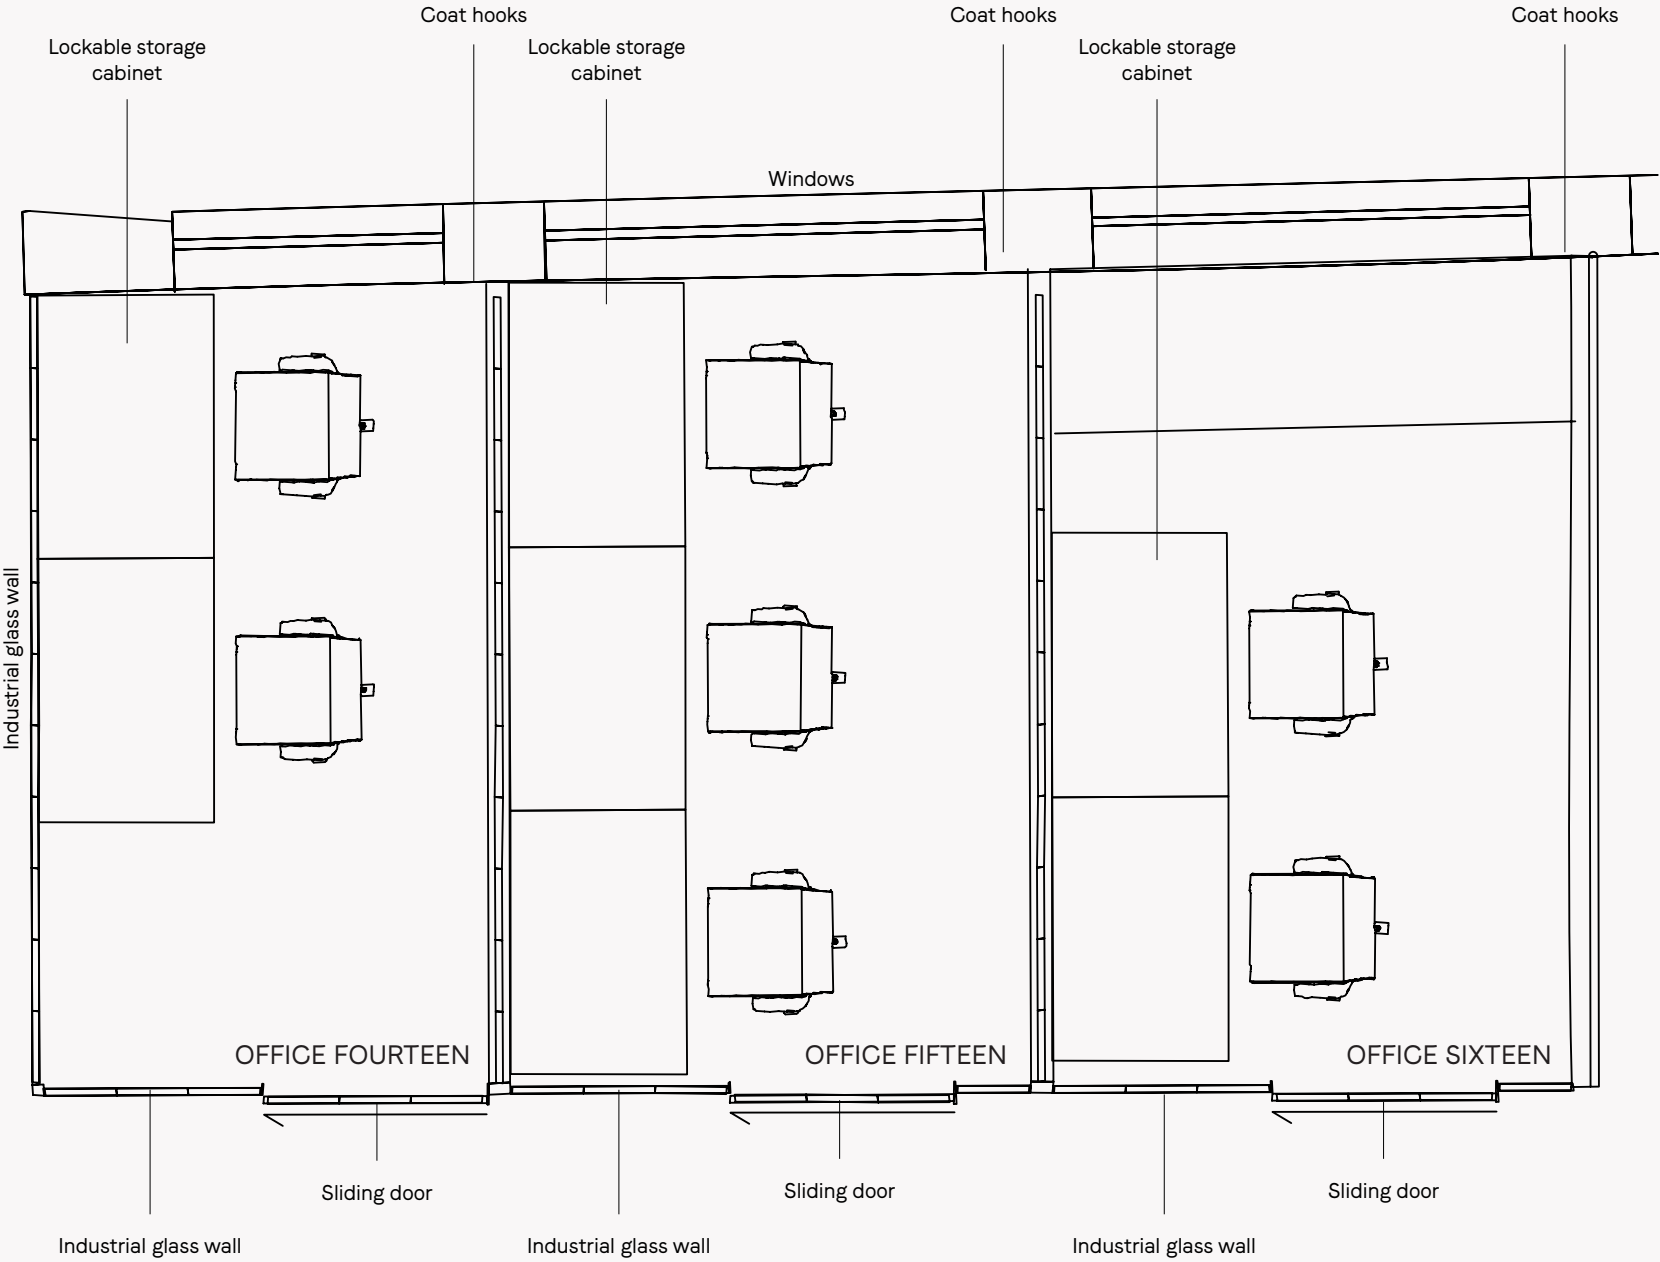 Coat hooks
Coat hooks
Coat hooks
Lockable storage
cabinet
Lockable storage
cabinet
Lockable storage
cabinet
Windows
Industrial glass wall
OFFICE FOURTEEN
OFFICE FIFTEEN
OFFICE SIXTEEN
Sliding door
Sliding door
Sliding door
Industrial glass wall
Industrial glass wall
Industrial glass wall